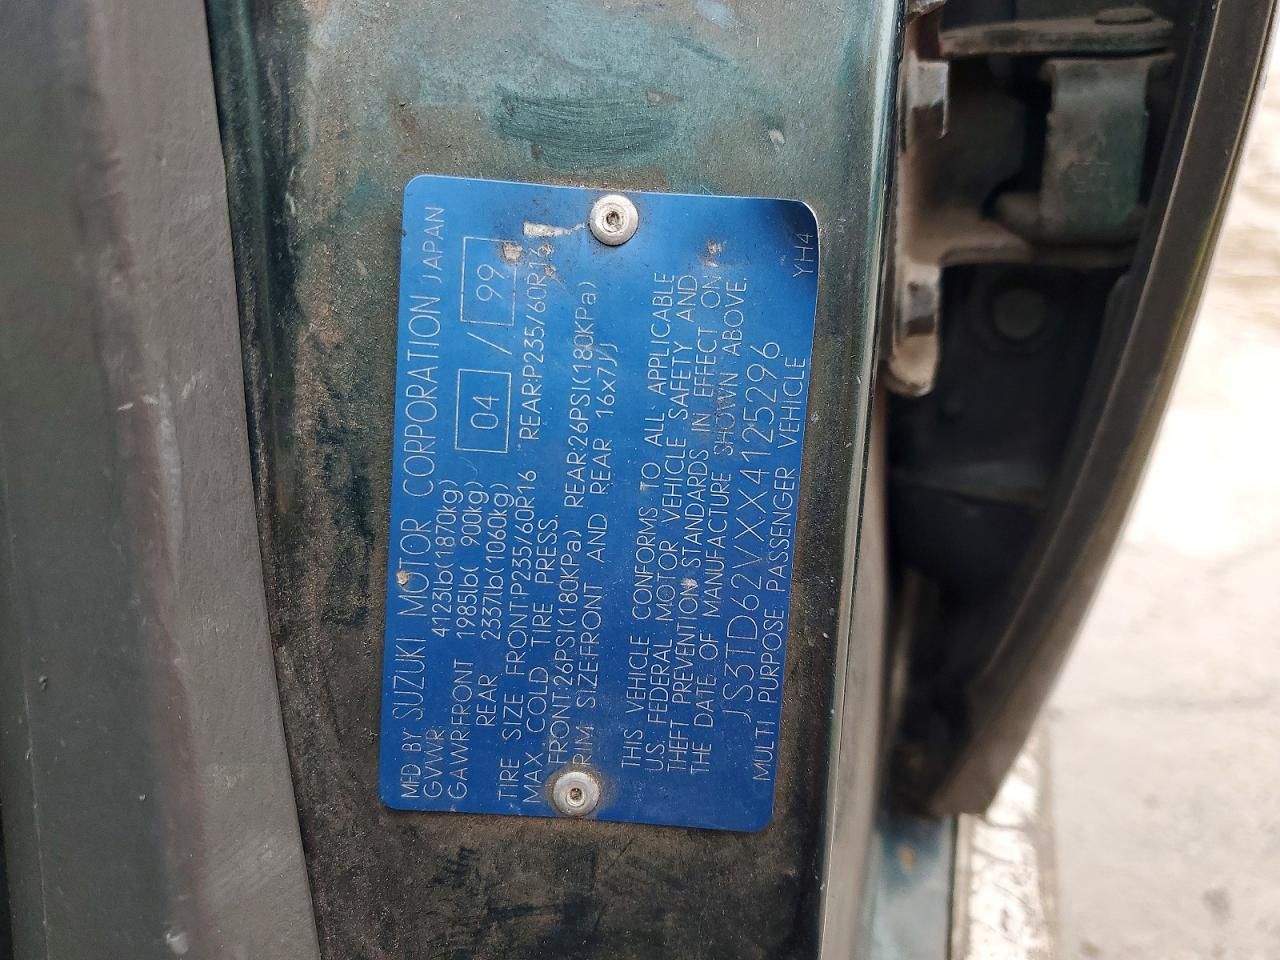 MFD BY SUZUKI MOTOR CORPORATION JAPAN
GVWR 4123lb(1870kg)
GAWR:FRONT 1985lb( 900kg) 04 / 99
REAR 2337lb(1060kg)
TIRE SIZE FRONT:P235/60R16 REAR:P235/60R16
MAX COLD TIRE PRESS.
FRONT:26PSI(180KPa) REAR:26PSI(180KPa)
RIM SIZE:FRONT AND REAR 16x7JJ
THIS VEHICLE CONFORMS TO ALL APPLICABLE
U.S. FEDERAL MOTOR VEHICLE SAFETY AND
THEFT PREVENTION STANDARDS IN EFFECT ON
THE DATE OF MANUFACTURE SHOWN ABOVE.
JS3TD62VXX4125296
MULTI PURPOSE PASSENGER VEHICLE YH4